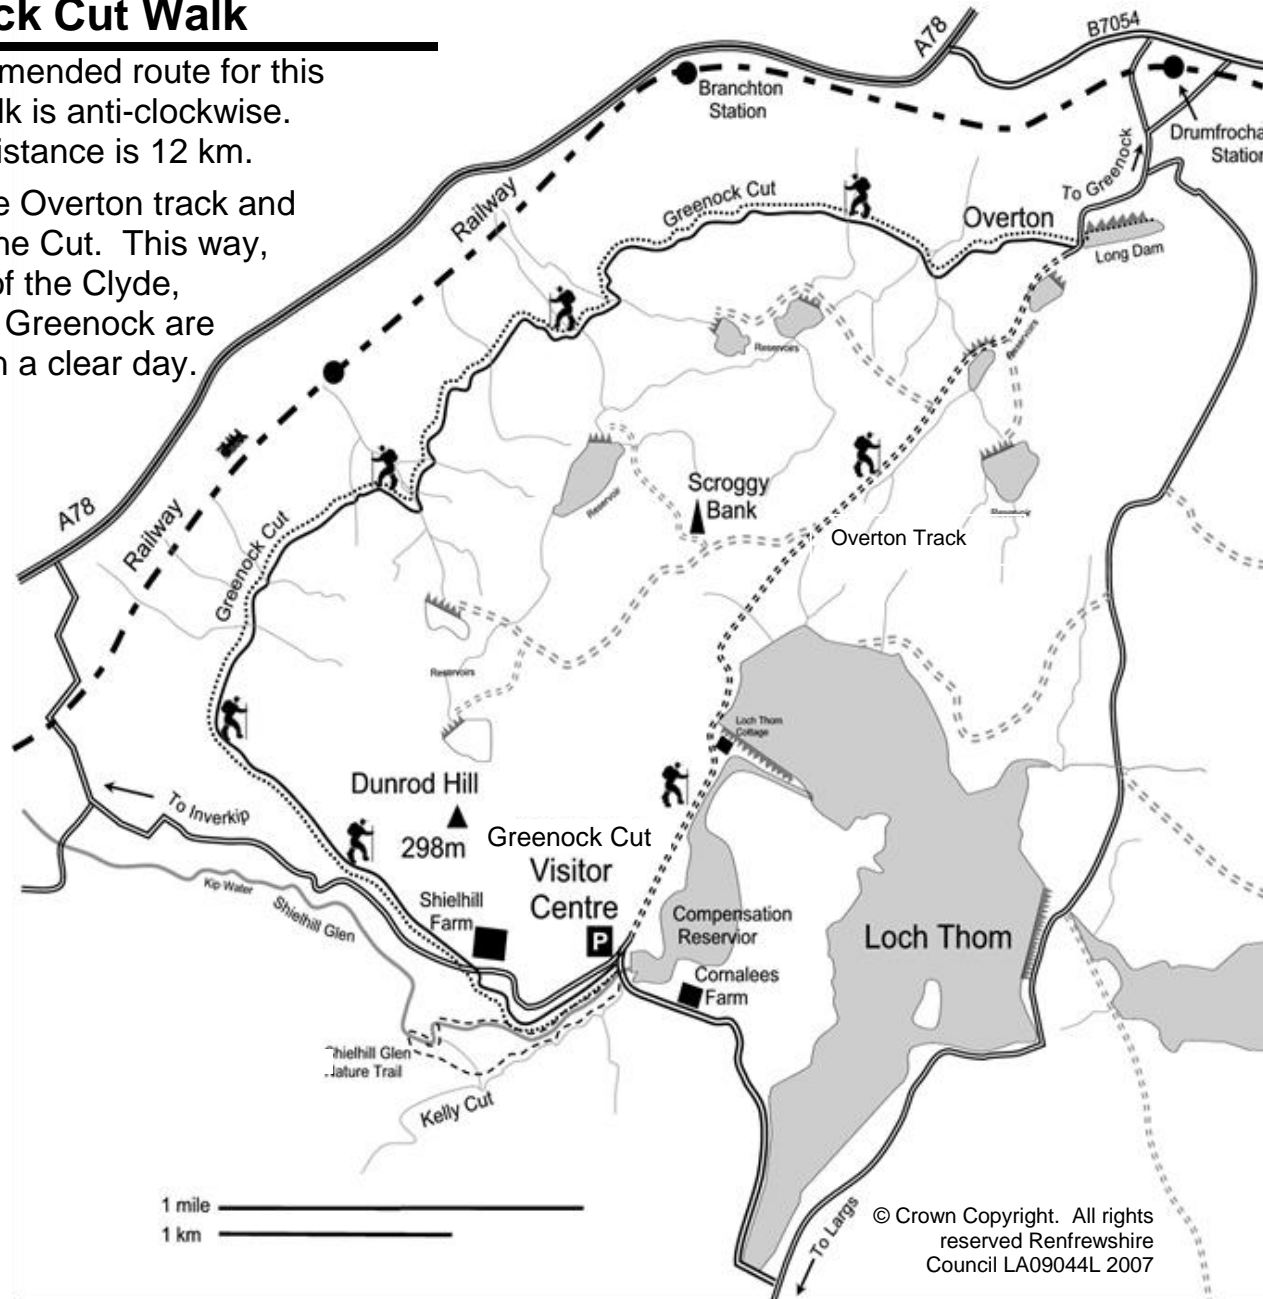 ck Cut Walk
mended route for this
lk is anti-clockwise.
istance is 12 km.
e Overton track and
he Cut. This way,
of the Clyde,
Greenock are
n a clear day.
A78
B7054
Branchton
Station
Drumfrocha
Station
To Greenock
Railway
Greenock Cut
Overton
Long Dam
Reservoirs
Reservoirs
Scroggy
Bank
Reservoir
Overton Track
A78
Railway
Greenock Cut
Reservoirs
Loch Thom
Cottage
Dunrod Hill
298m
To Inverkip
Greenock Cut
Visitor
Centre
P
Kip Water
Shielhill Glen
Shielhill
Farm
Compensation
Reservior
Loch Thom
Cornalees
Farm
Shielhill Glen
Nature Trail
Kelly Cut
1 mile
1 km
To Largs
© Crown Copyright. All rights
reserved Renfrewshire
Council LA09044L 2007